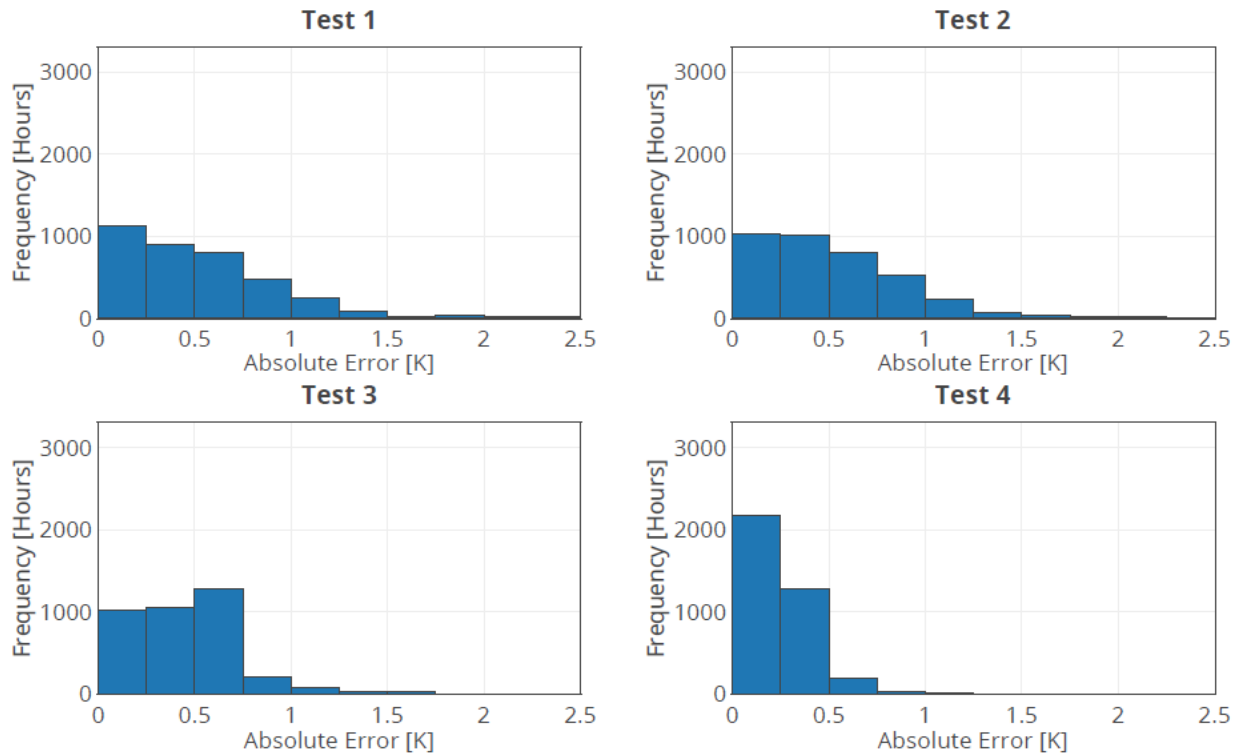 Test 1
Frequency [Hours]
3000
2000
1000
0
0 0.5 1 1.5 2 2.5
Absolute Error [K]
Test 2
Frequency [Hours]
3000
2000
1000
0
0 0.5 1 1.5 2 2.5
Absolute Error [K]
Test 3
Frequency [Hours]
3000
2000
1000
0
0 0.5 1 1.5 2 2.5
Absolute Error [K]
Test 4
Frequency [Hours]
3000
2000
1000
0
0 0.5 1 1.5 2 2.5
Absolute Error [K]